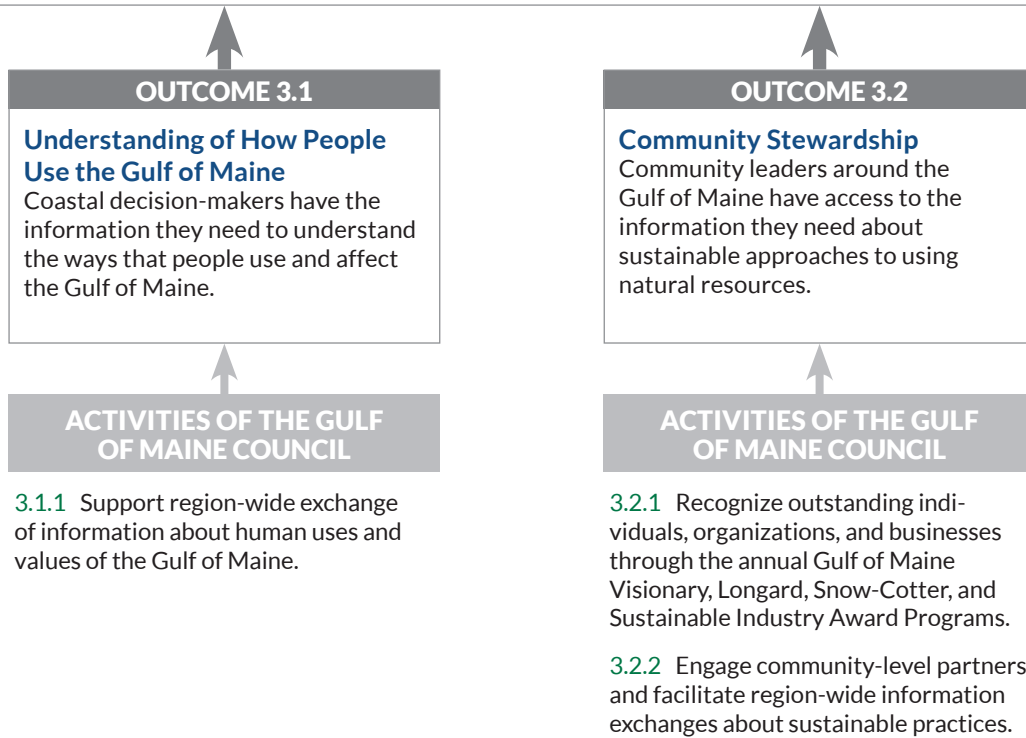 OUTCOME 3.1
Understanding of How People
Use the Gulf of Maine
Coastal decision-makers have the
information they need to understand
the ways that people use and affect
the Gulf of Maine.
ACTIVITIES OF THE GULF
OF MAINE COUNCIL
3.1.1 Support region-wide exchange
of information about human uses and
values of the Gulf of Maine.
OUTCOME 3.2
Community Stewardship
Community leaders around the
Gulf of Maine have access to the
information they need about
sustainable approaches to using
natural resources.
ACTIVITIES OF THE GULF
OF MAINE COUNCIL
3.2.1 Recognize outstanding indi-
viduals, organizations, and businesses
through the annual Gulf of Maine
Visionary, Longard, Snow-Cotter, and
Sustainable Industry Award Programs.
3.2.2 Engage community-level partners
and facilitate region-wide information
exchanges about sustainable practices.